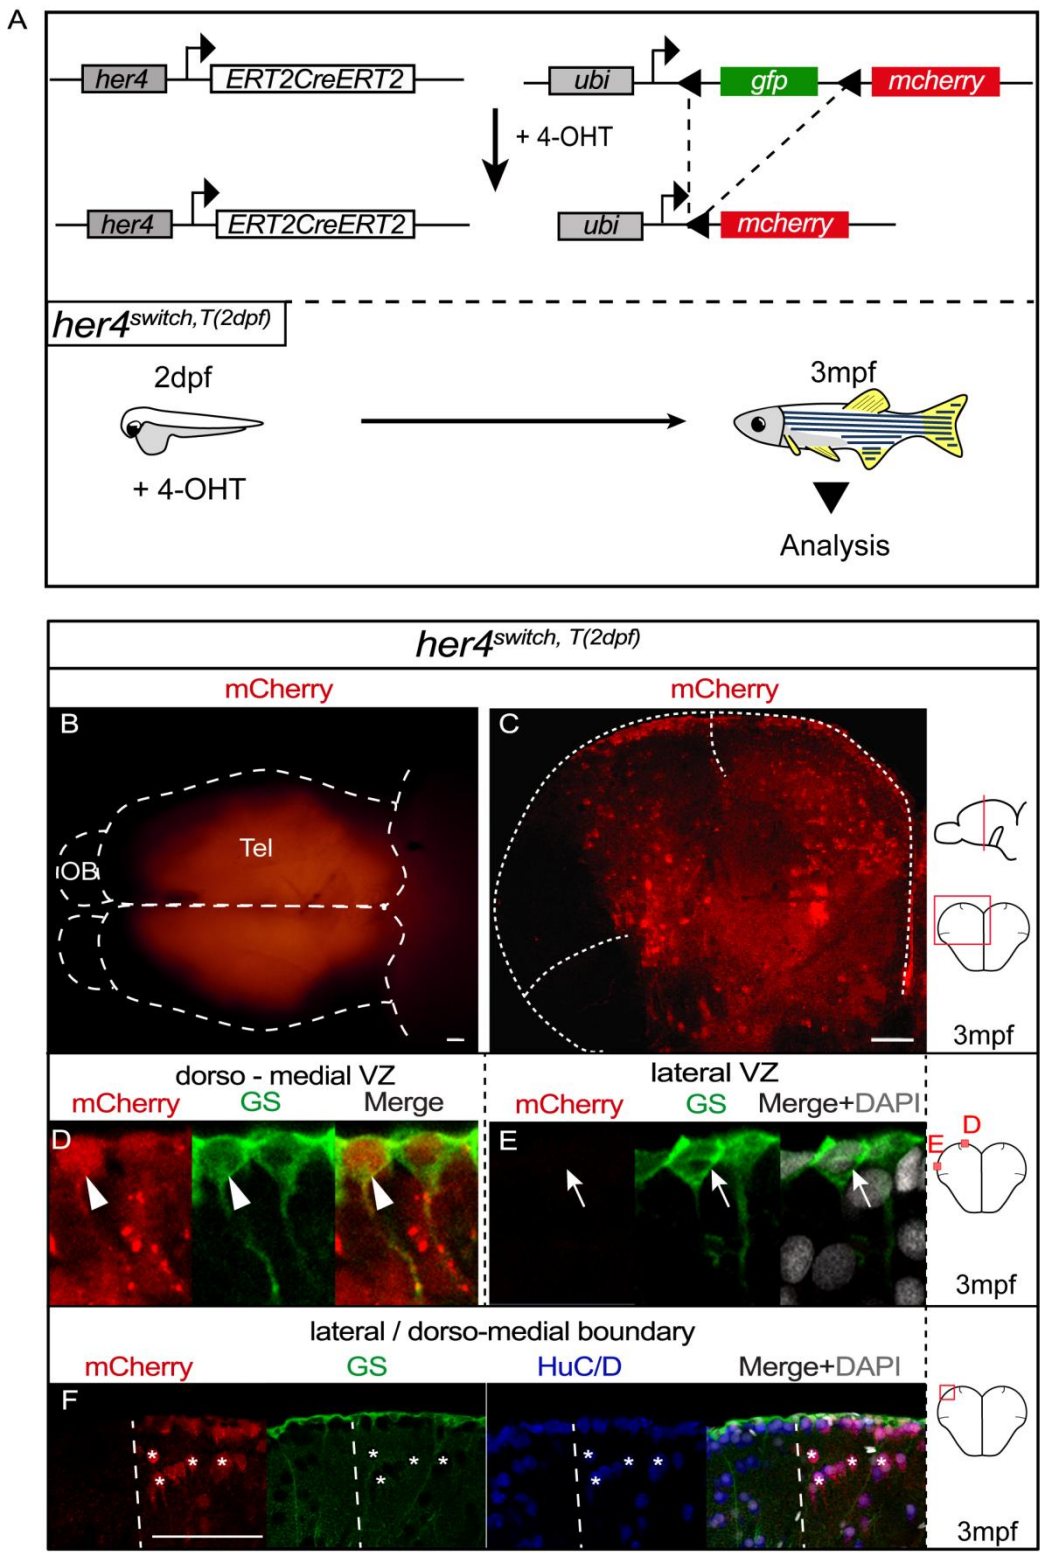 A
her4 ERT2CreERT2 ubi gfp mcherry
+ 4-OHT
her4 ERT2CreERT2 ubi mcherry
her4switch,T(2dpf)
2dpf 3mpf
+ 4-OHT
Analysis
her4switch, T(2dpf)
mCherry mCherry
B C
Tel
OB
3mpf
dorso - medial VZ lateral VZ
mCherry GS Merge mCherry GS Merge+DAPI
D E
D
E
3mpf
lateral / dorso-medial boundary
mCherry GS HuC/D Merge+DAPI
F
* * * * * * * * * * * * * * * *
3mpf